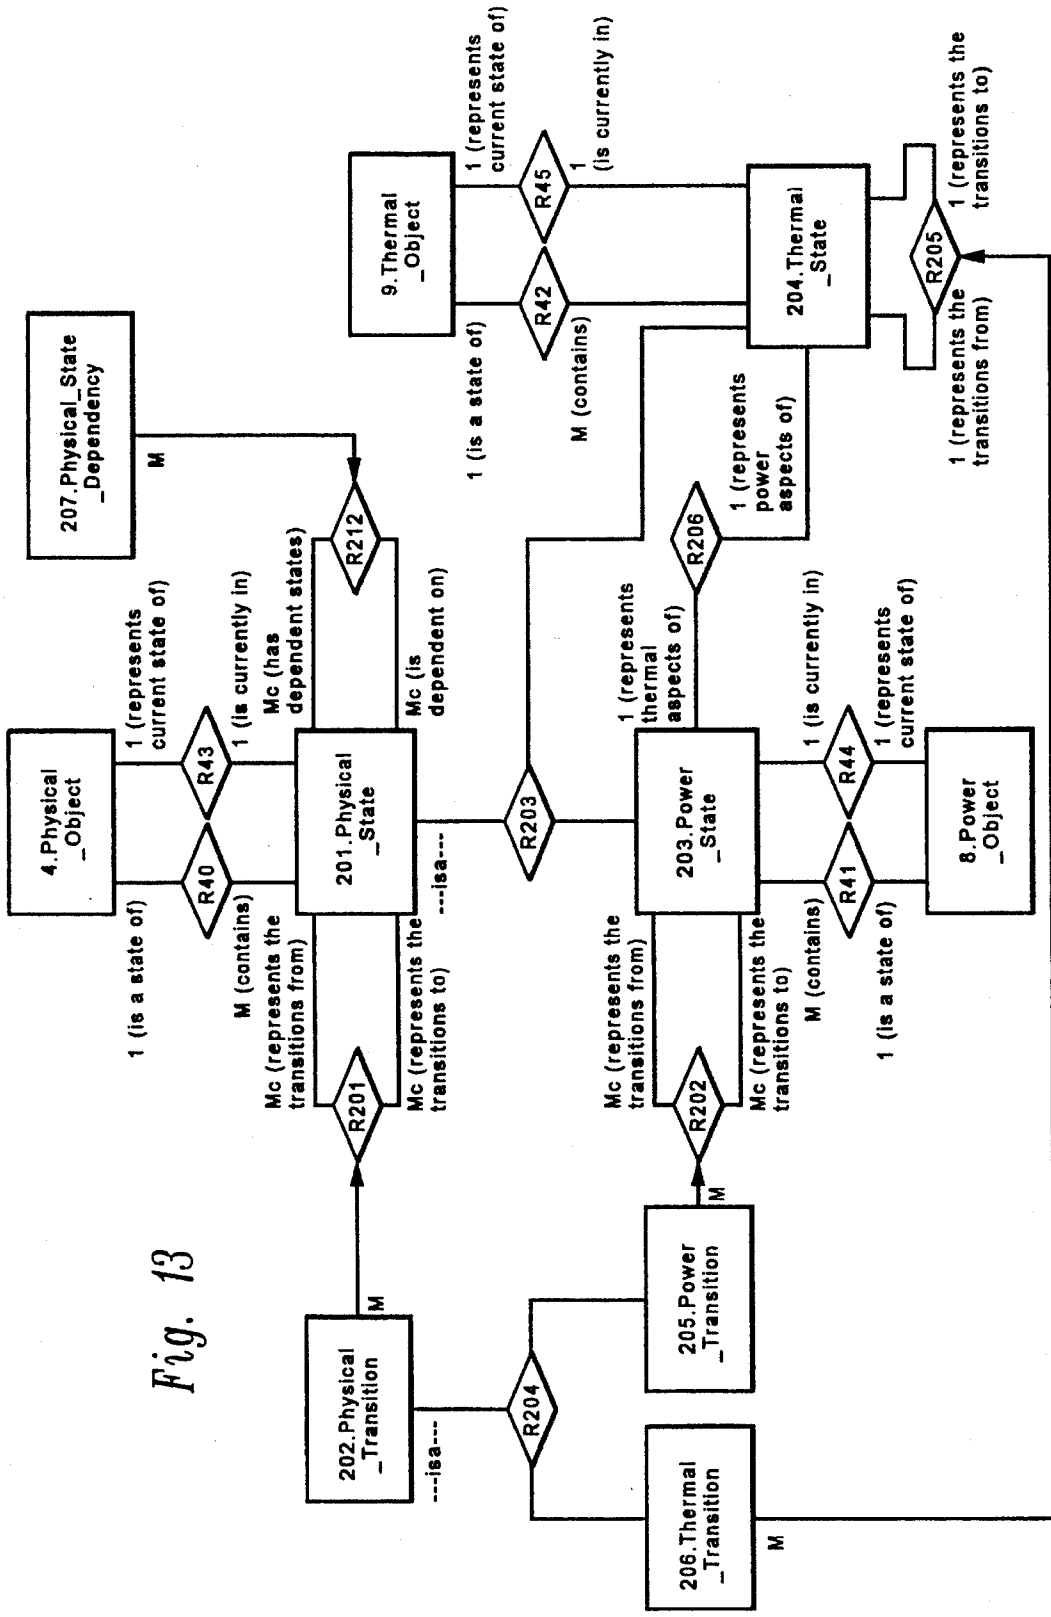 Fig. 13
202.Physical
_Transition
M
---isa---
R204
206.Thermal
_Transition
M
205.Power
_Transition
M
R201
Mc (represents the
transitions from)
Mc (represents the
transitions to)
4.Physical
_Object
1 (is a state of)
R40
M (contains)
1 (represents
current state of)
R43
1 (is currently in)
201.Physical
_State
---isa---
Mc (has
dependent states)
Mc (is
dependent on)
R212
207.Physical_State
_Dependency
M
R203
R202
Mc (represents the
transitions from)
Mc (represents the
transitions to)
203.Power
_State
1 (represents
thermal
aspects of)
R206
1 (represents
power
aspects of)
M (contains)
R41
1 (is a state of)
1 (is currently in)
R44
1 (represents
current state of)
8.Power
_Object
9.Thermal
_Object
1 (is a state of)
R42
M (contains)
1 (represents
current state of)
R45
1
(is currently in)
204.Thermal
_State
R205
1 (represents the
transitions from)
1 (represents the
transitions to)